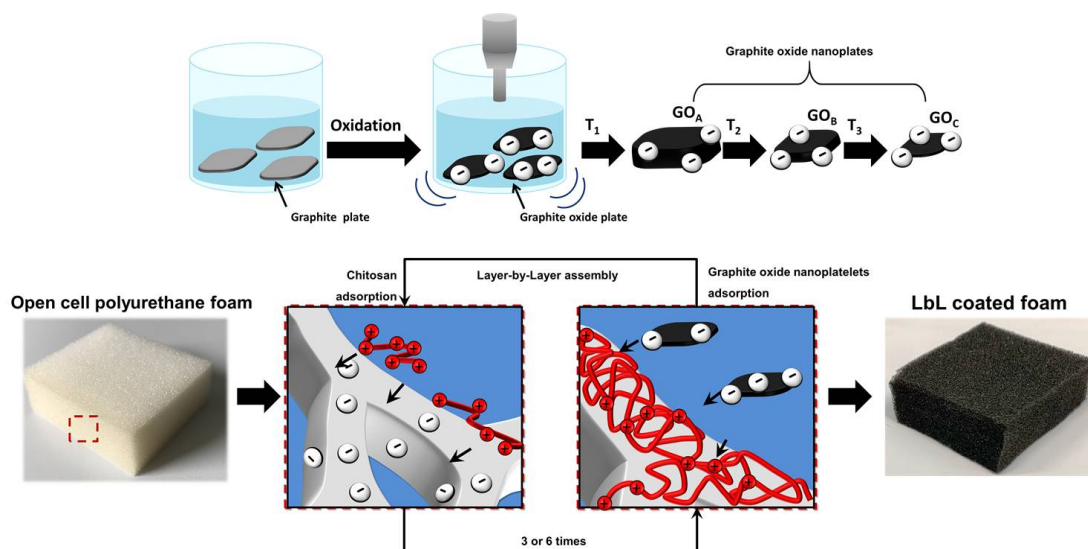 Graphite oxide nanoplates
Oxidation
T1
GOA
T2
GOB
T3
GOC
Graphite plate
Graphite oxide plate
Chitosan
adsorption
Layer-by-Layer assembly
Graphite oxide nanoplatelets
adsorption
Open cell polyurethane foam
LbL coated foam
3 or 6 times